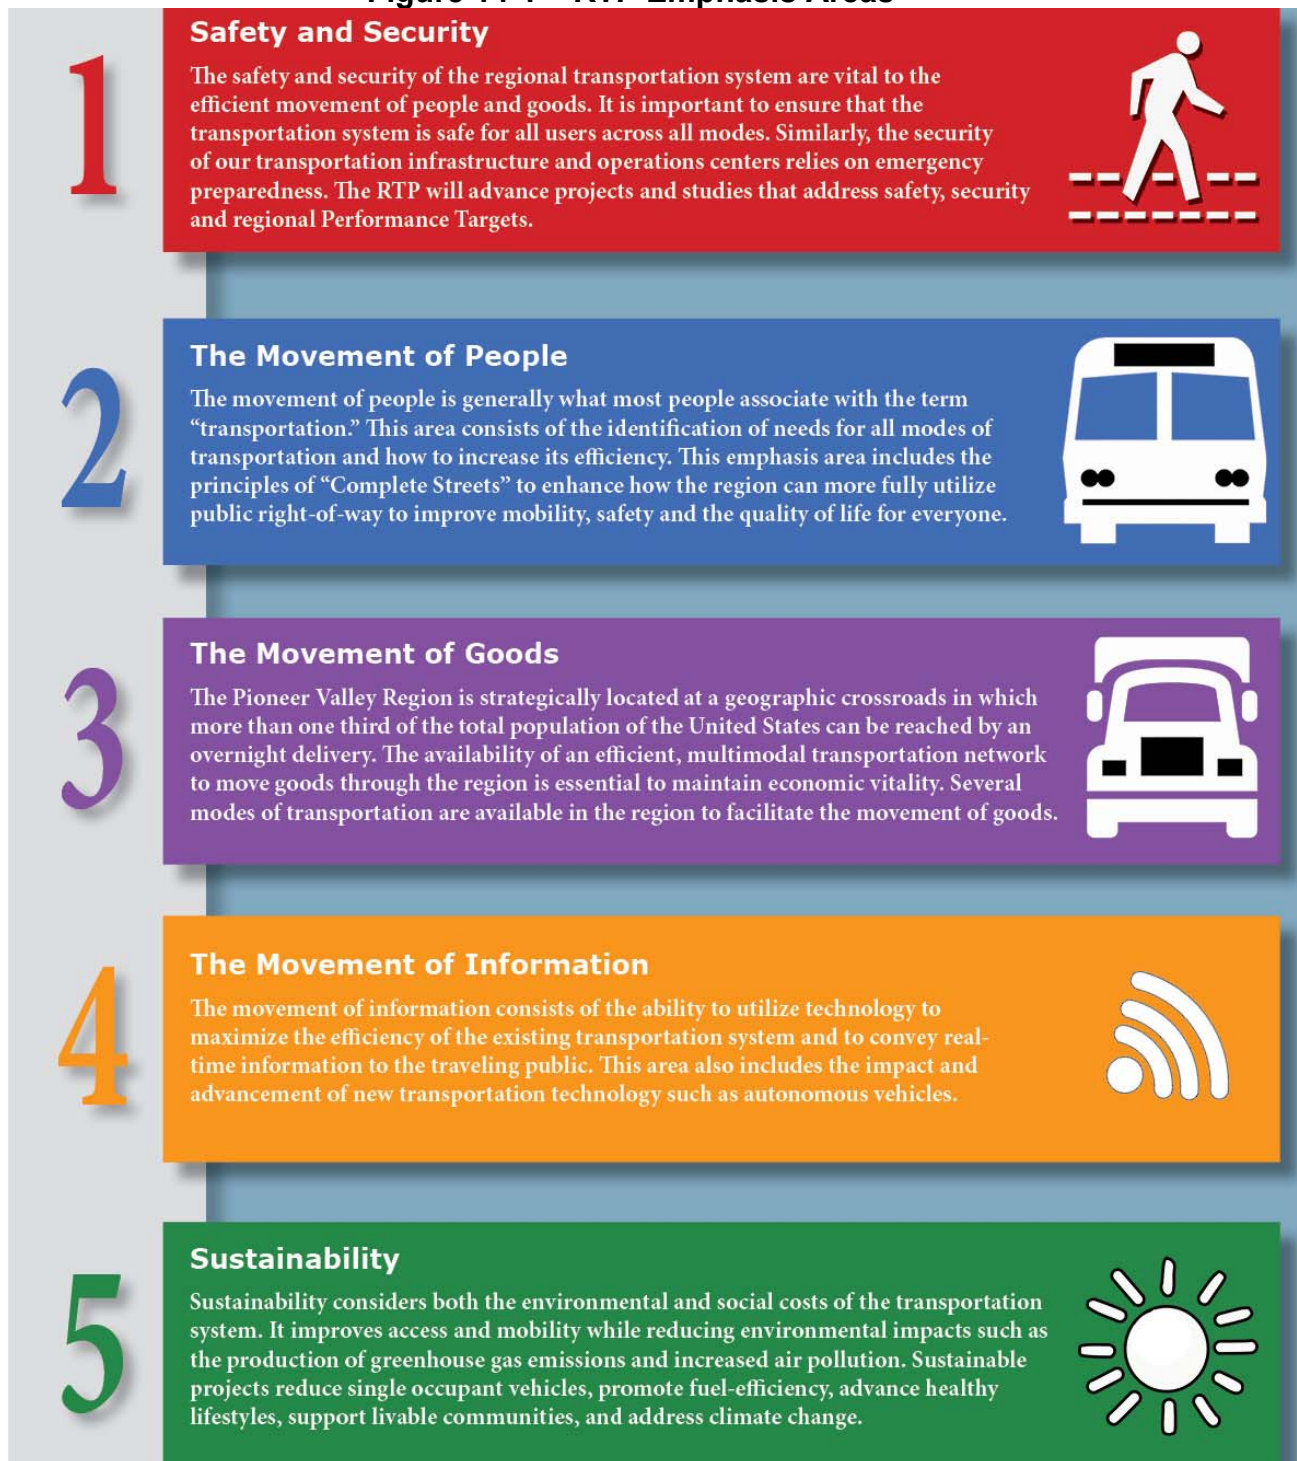 RTP Emphasis Areas
1
Safety and Security
The safety and security of the regional transportation system are vital to the
efficient movement of people and goods. It is important to ensure that the
transportation system is safe for all users across all modes. Similarly, the security
of our transportation infrastructure and operations centers relies on emergency
preparedness. The RTP will advance projects and studies that address safety, security
and regional Performance Targets.
2
The Movement of People
The movement of people is generally what most people associate with the term
“transportation.” This area consists of the identification of needs for all modes of
transportation and how to increase its efficiency. This emphasis area includes the
principles of “Complete Streets” to enhance how the region can more fully utilize
public right-of-way to improve mobility, safety and the quality of life for everyone.
3
The Movement of Goods
The Pioneer Valley Region is strategically located at a geographic crossroads in which
more than one third of the total population of the United States can be reached by an
overnight delivery. The availability of an efficient, multimodal transportation network
to move goods through the region is essential to maintain economic vitality. Several
modes of transportation are available in the region to facilitate the movement of goods.
4
The Movement of Information
The movement of information consists of the ability to utilize technology to
maximize the efficiency of the existing transportation system and to convey real-
time information to the traveling public. This area also includes the impact and
advancement of new transportation technology such as autonomous vehicles.
5
Sustainability
Sustainability considers both the environmental and social costs of the transportation
system. It improves access and mobility while reducing environmental impacts such as
the production of greenhouse gas emissions and increased air pollution. Sustainable
projects reduce single occupant vehicles, promote fuel-efficiency, advance healthy
lifestyles, support livable communities, and address climate change.